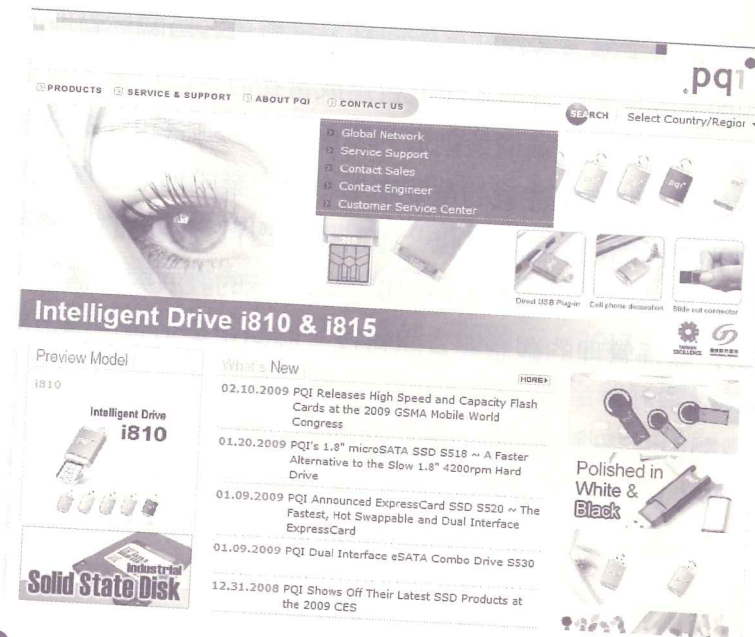 pqi
PRODUCTS
SERVICE & SUPPORT
ABOUT PQI
CONTACT US
SEARCH
Select Country/Region
Global Network
Service Support
Contact Sales
Contact Engineer
Customer Service Center
Direct USB Plug-in
Cell phone decoration
Slide out connector
Intelligent Drive i810 & i815
TAIWAN
EXCELLENCE
Preview Model
i810
Intelligent Drive
i810
Industrial
Solid State Disk
What's New
MORE
02.10.2009 PQI Releases High Speed and Capacity Flash
Cards at the 2009 GSMA Mobile World
Congress
01.20.2009 PQI's 1.8" microSATA SSD S518 ~ A Faster
Alternative to the Slow 1.8" 4200rpm Hard
Drive
01.09.2009 PQI Announced ExpressCard SSD S520 ~ The
Fastest, Hot Swappable and Dual Interface
ExpressCard
01.09.2009 PQI Dual Interface eSATA Combo Drive S530
12.31.2008 PQI Shows Off Their Latest SSD Products at
the 2009 CES
Polished in
White &
Black